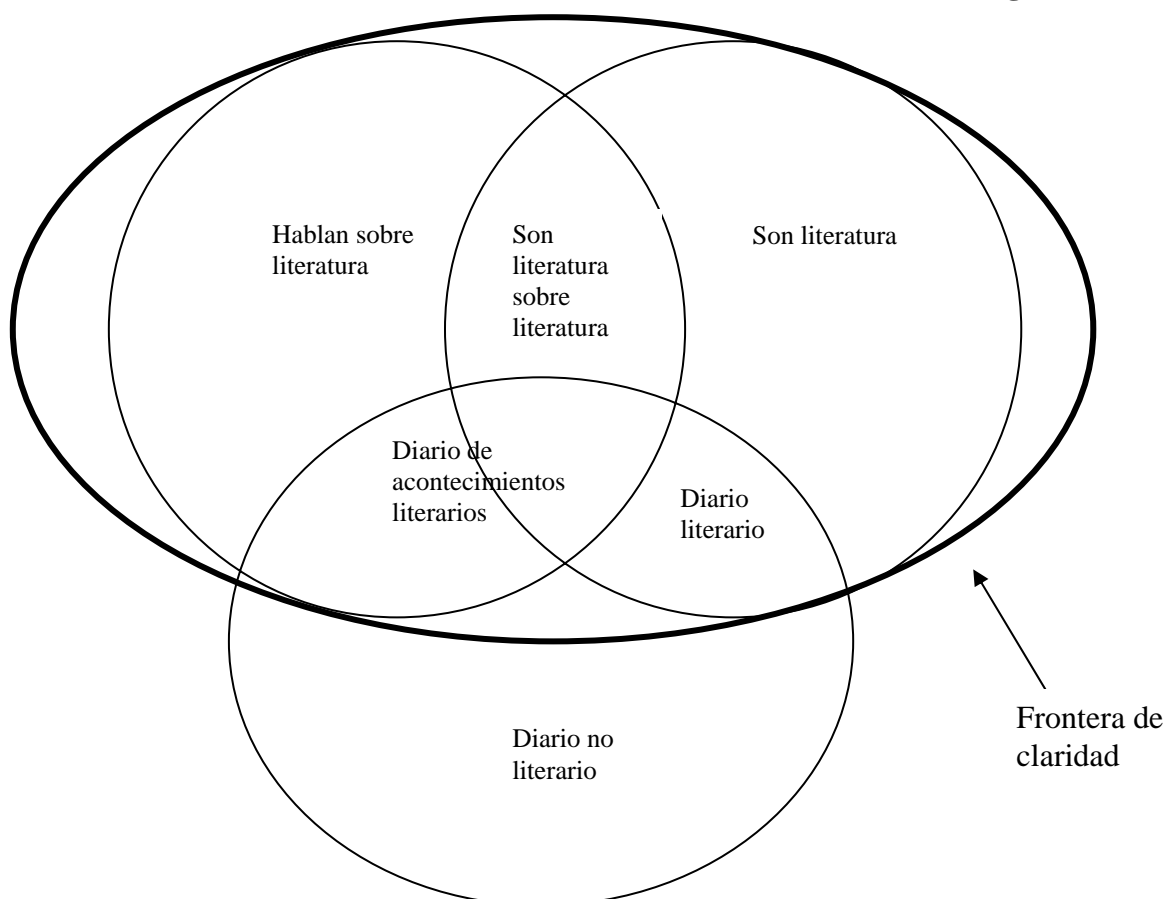 Hablan sobre
literatura
Son
literatura
sobre
literatura
Son literatura
Diario de
acontecimientos
literarios
Diario
literario
Diario no
literario
Frontera de
claridad